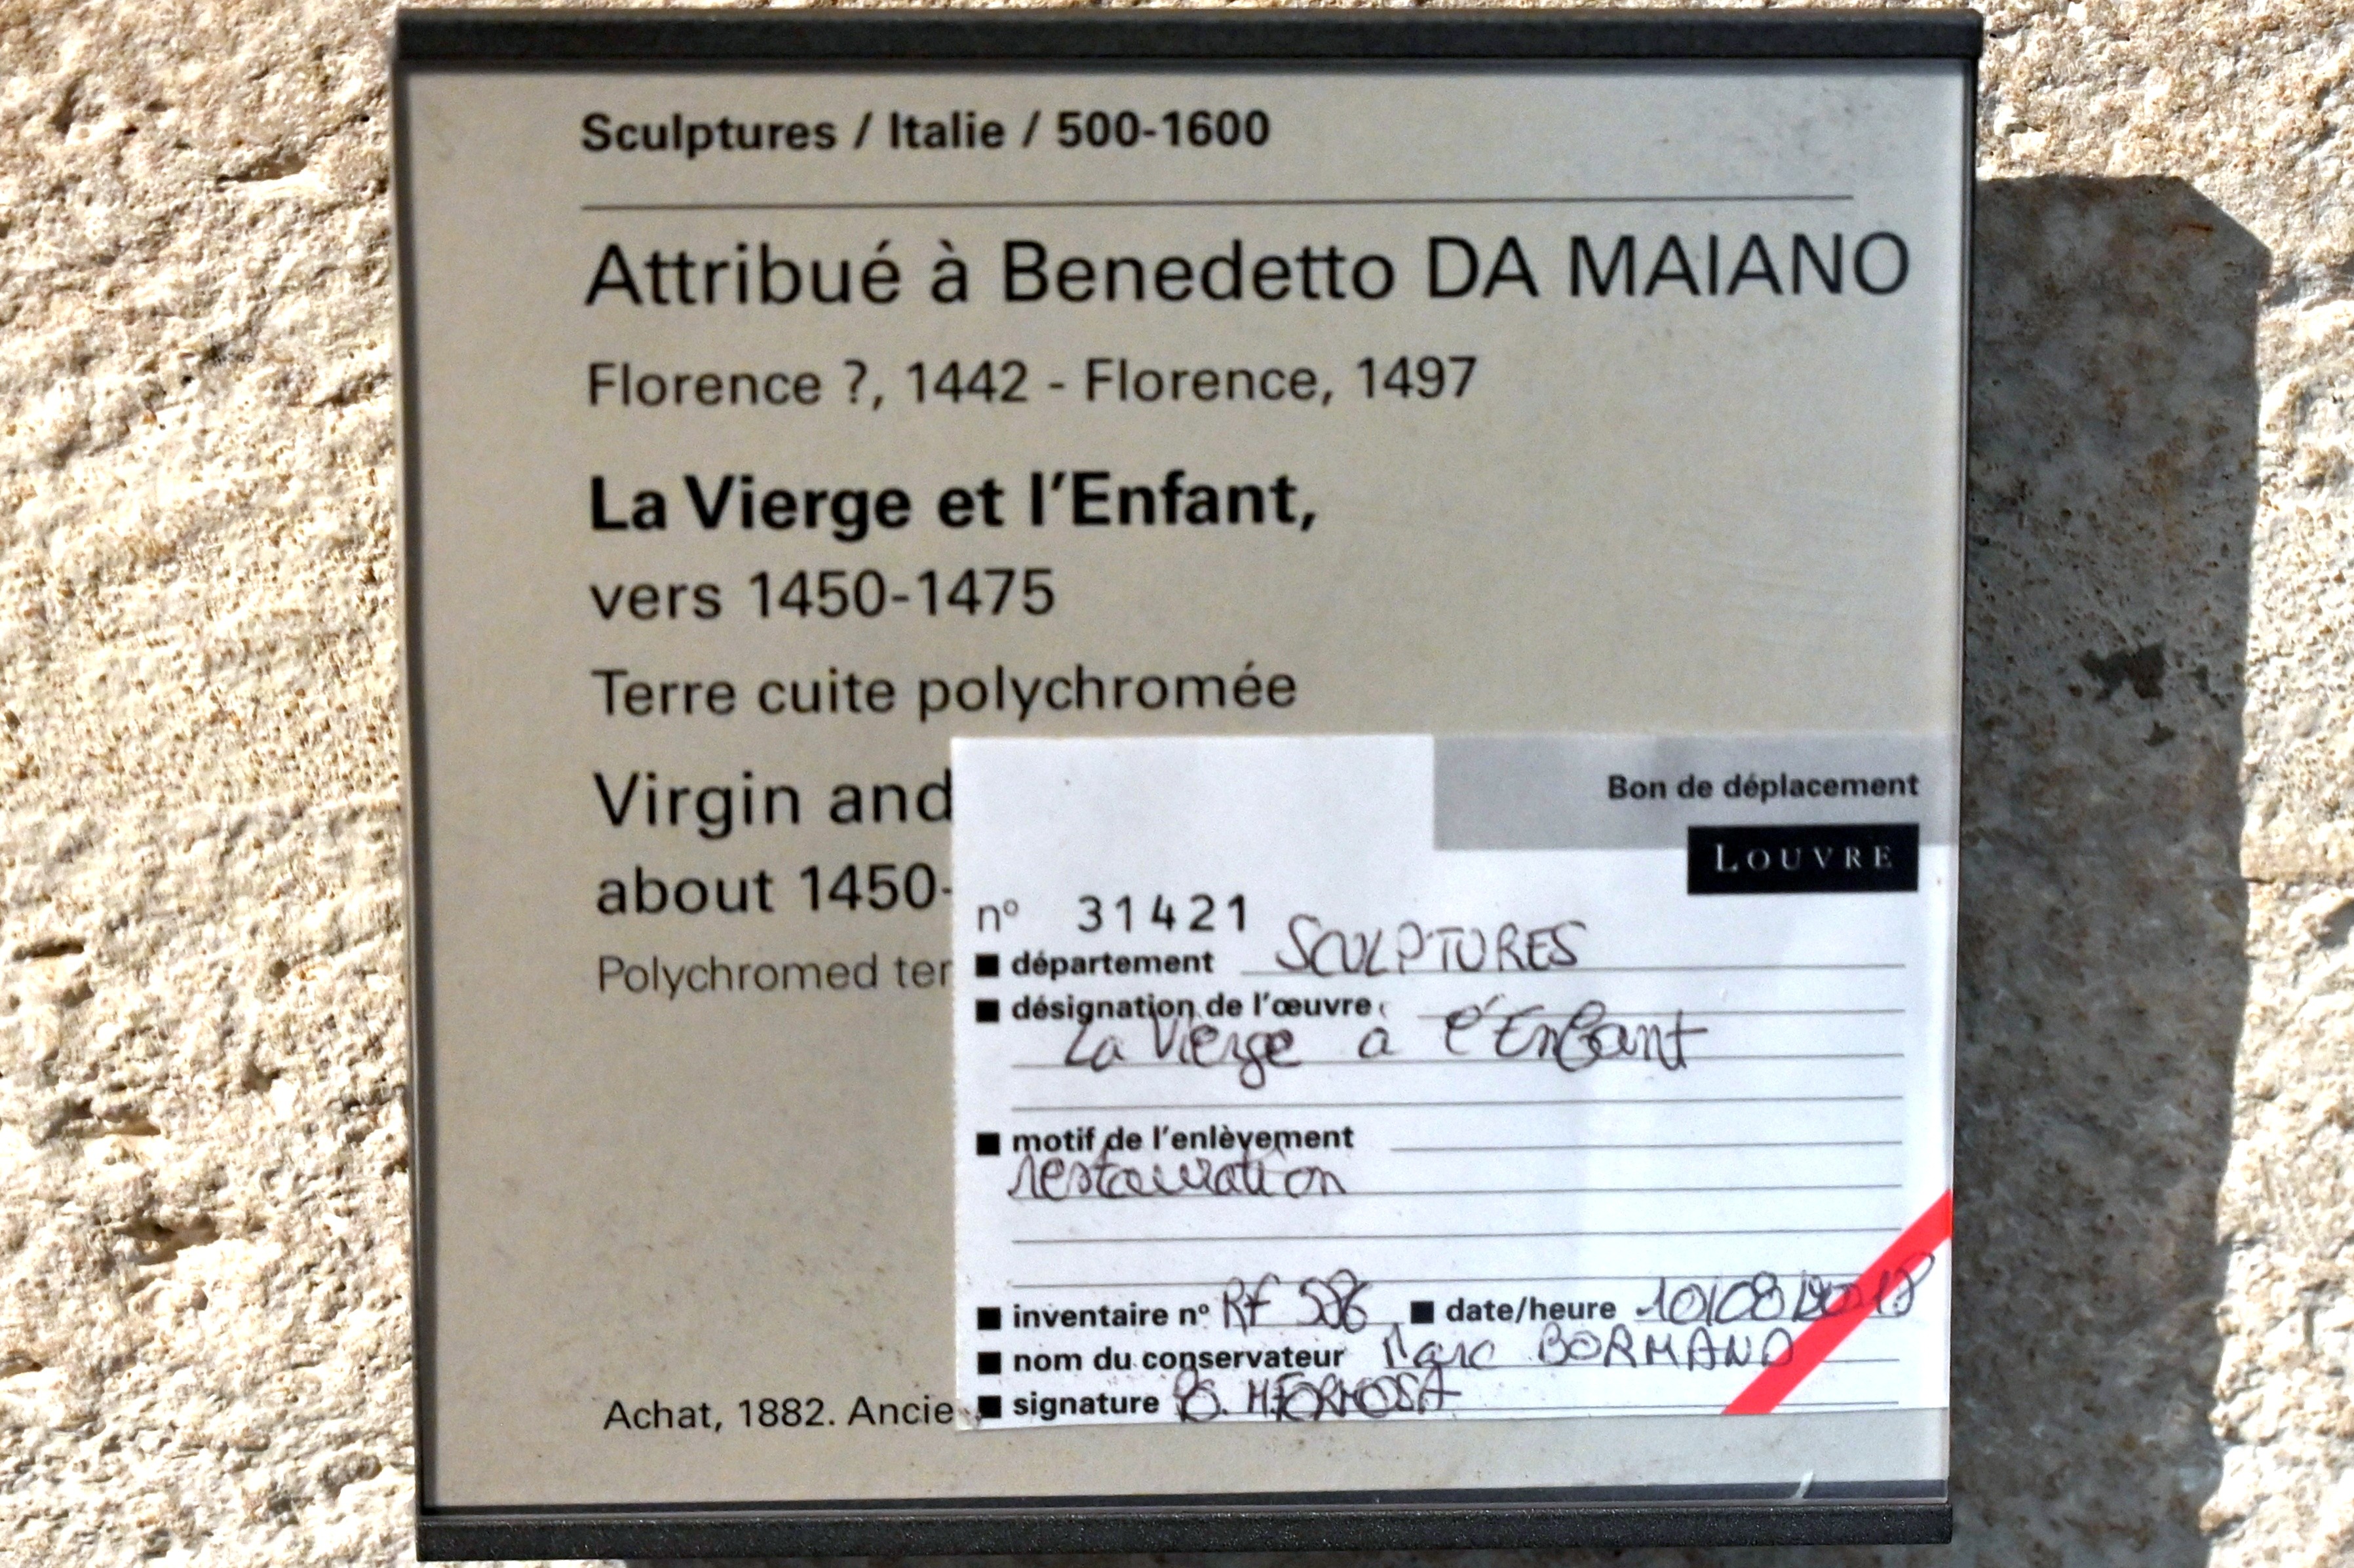 Sculptures / Italie / 500-1600
Attribué à Benedetto DA MAIANO
Florence ?, 1442 - Florence, 1497
La Vierge et l'Enfant,
vers 1450-1475
Terre cuite polychromée
Virgin and
about 1450-
Polychromed ter
Achat, 1882. Ancie
Bon de déplacement
LOUVRE
n° 31421
■ département SCULPTURES
■ désignation de l'œuvre
La Vierge a l'Enfant
■ motif de l'enlèvement
restauration
■ inventaire n° RF 586 ■ date/heure 10/08/2018
■ nom du conservateur Marc BORMAND
■ signature